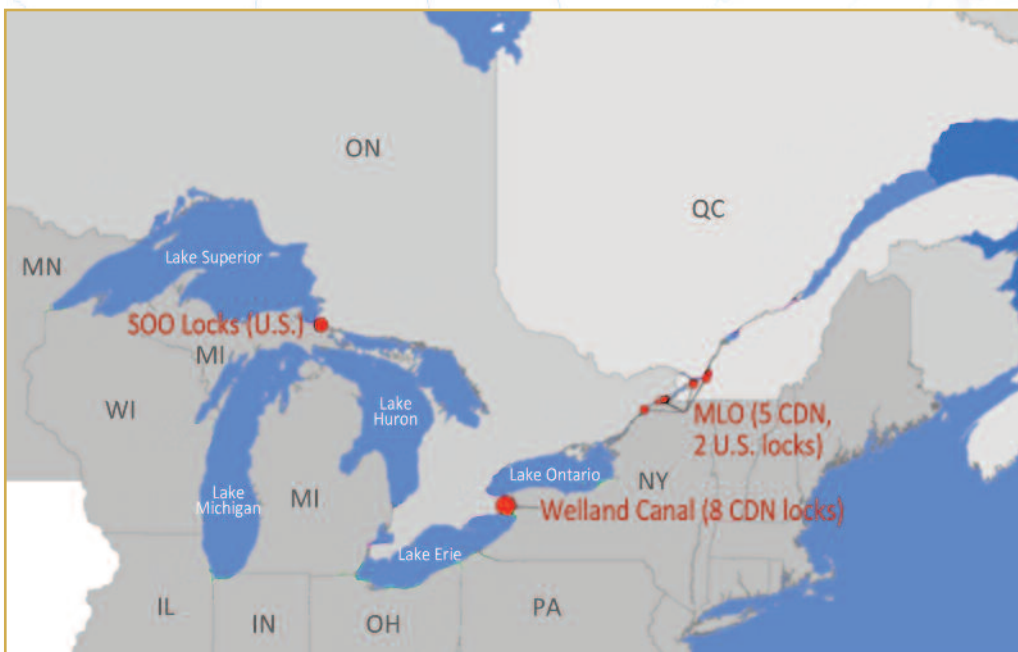 ON
QC
Lake Superior
MN
SOO Locks (U.S.)
MI
WI
Lake
Huron
MLO (5 CDN,
2 U.S. locks)
Lake Ontario
NY
Lake
Michigan
MI
Welland Canal (8 CDN locks)
Lake Erie
IL
IN
OH
PA